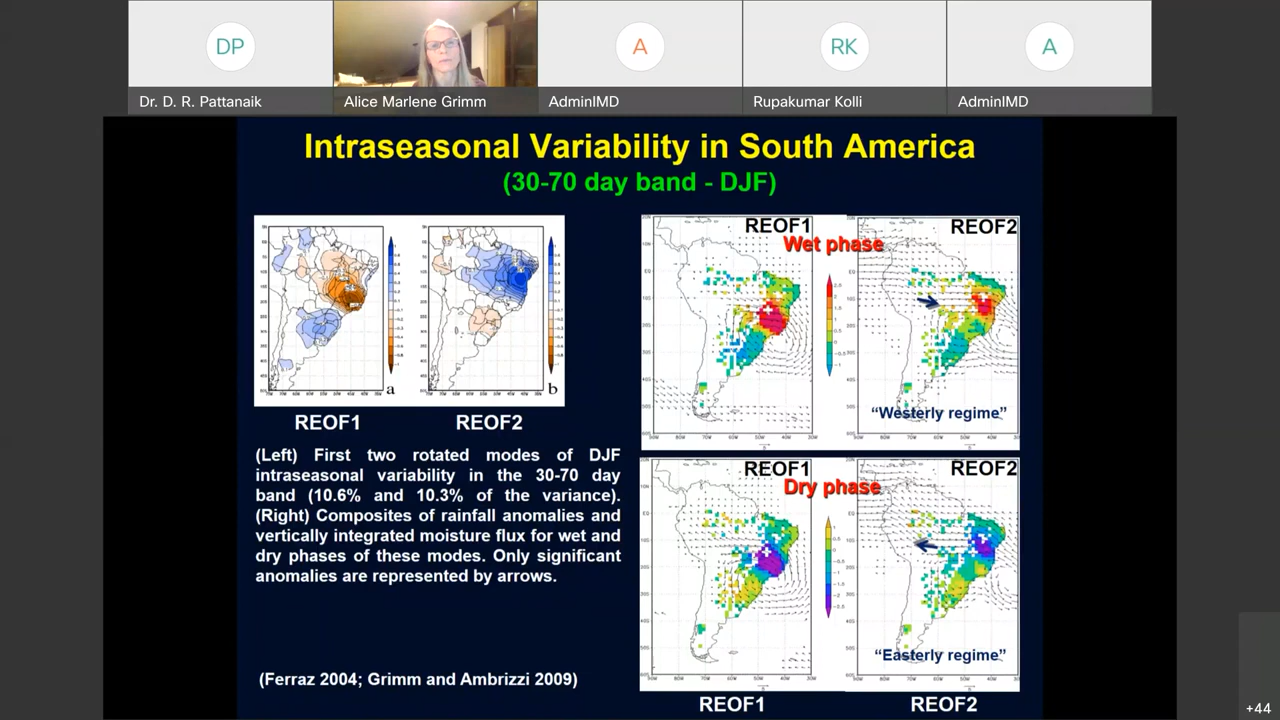 DP
A
RK
A
Dr. D. R. Pattanaik
Alice Marlene Grimm
AdminIMD
Rupakumar Kolli
AdminIMD
Intraseasonal Variability in South America
(30-70 day band - DJF)
a
b
REOF1
REOF2
REOF1
Wet phase
REOF2
"Westerly regime"
(Left) First two rotated modes of DJF
intraseasonal variability in the 30-70 day
band (10.6% and 10.3% of the variance).
(Right) Composites of rainfall anomalies and
vertically integrated moisture flux for wet and
dry phases of these modes. Only significant
anomalies are represented by arrows.
REOF1
Dry phase
REOF2
"Easterly regime"
(Ferraz 2004; Grimm and Ambrizzi 2009)
REOF1
REOF2
+44